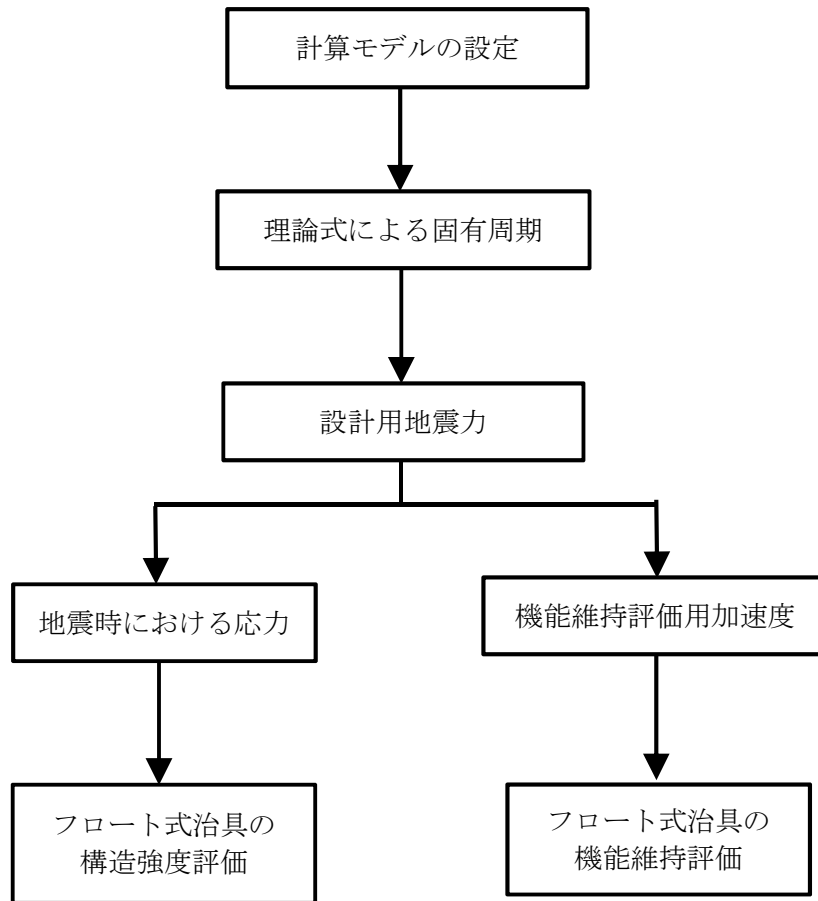 計算モデルの設定
理論式による固有周期
設計用地震力
地震時における応力
機能維持評価用加速度
フロート式治具の
構造強度評価
フロート式治具の
機能維持評価